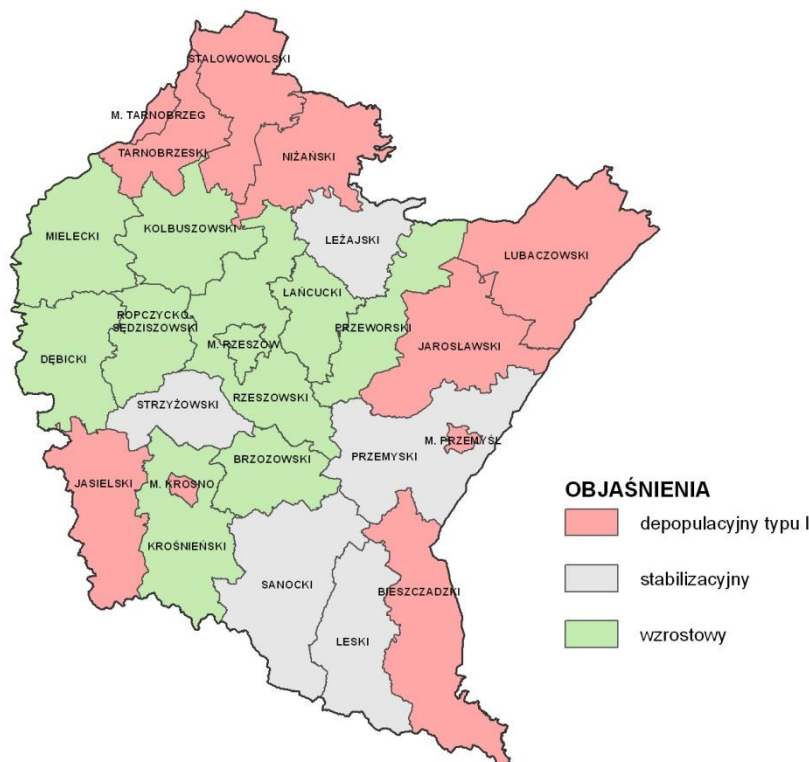 STALOWOWOLSKI
M. TARNOBRZEG
TARNOBRZESKI
NIŻAŃSKI
KOLBUSZOWSKI
MIELECKI
LEŻAJSKI
LUBACZOWSKI
ŁAŃCUCKI
ROPCZYCKO-
SĘDZISZOWSKI
PRZEWORSKI
M. RZESZÓW
JAROSŁAWSKI
DĘBICKI
STRZYŻOWSKI
RZESZOWSKI
M. PRZEMYŚL
BRZOZOWSKI
PRZEMYSKI
JASIELSKI
M. KROSNO
KROŚNIEŃSKI
SANOCKI
BIESZCZADZKI
LESKI
OBJAŚNIENIA
depopulacyjny typu I
stabilizacyjny
wzrostowy